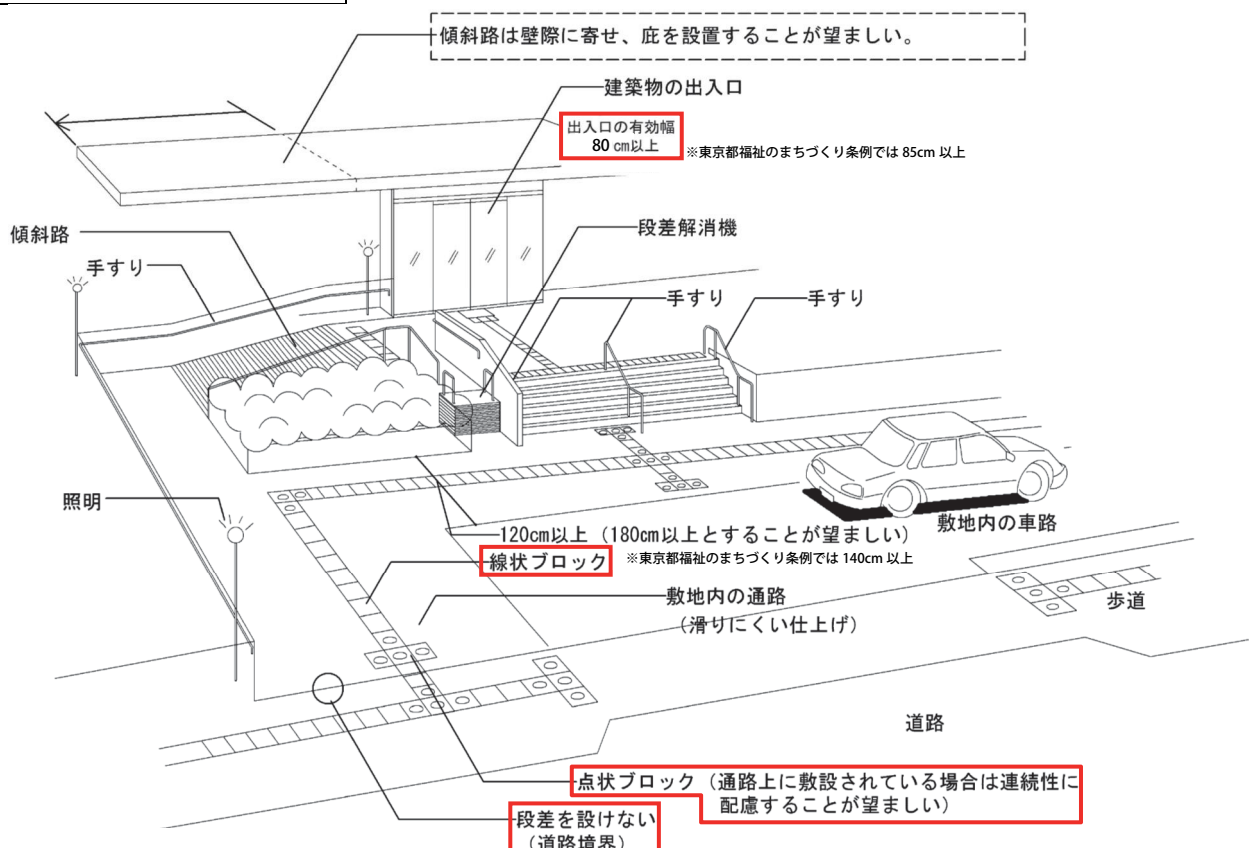 傾斜路は壁際に寄せ、庇を設置することが望ましい。
建築物の出入口
出入口の有効幅
80 cm以上
※東京都福祉のまちづくり条例では 85cm 以上
傾斜路
段差解消機
手すり
手すり
手すり
照明
120cm以上（180cm以上とすることが望ましい）
敷地内の車路
線状ブロック
※東京都福祉のまちづくり条例では 140cm 以上
敷地内の通路
（滑りにくい仕上げ）
歩道
道路
点状ブロック（通路上に敷設されている場合は連続性に
配慮することが望ましい）
段差を設けない
（道路境界）